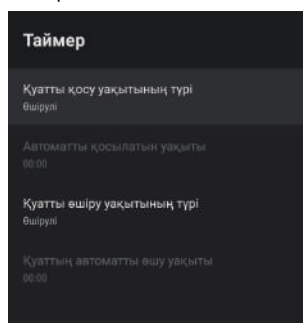 Таймер
Қуатты қосу уақытының түрі
Өшірулі
Автоматты қосылатын уақыты
00:00
Қуатты өшіру уақытының түрі
Өшірулі
Қуаттың автоматты өшу уақыты
00:00